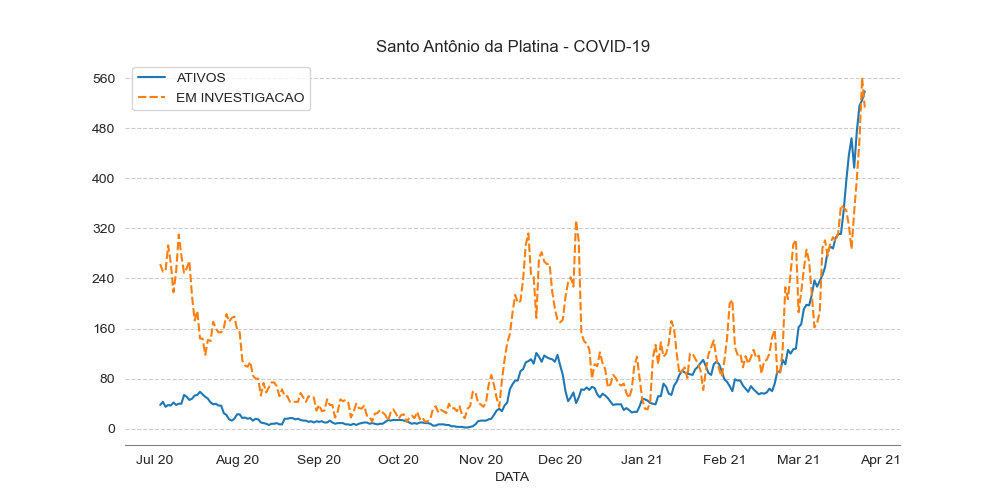 Santo Antônio da Platina - COVID-19
ATIVOS
EM INVESTIGACAO
560
480
400
320
240
160
80
0
Jul 20 Aug 20 Sep 20 Oct 20 Nov 20 Dec 20 Jan 21 Feb 21 Mar 21 Apr 21
DATA